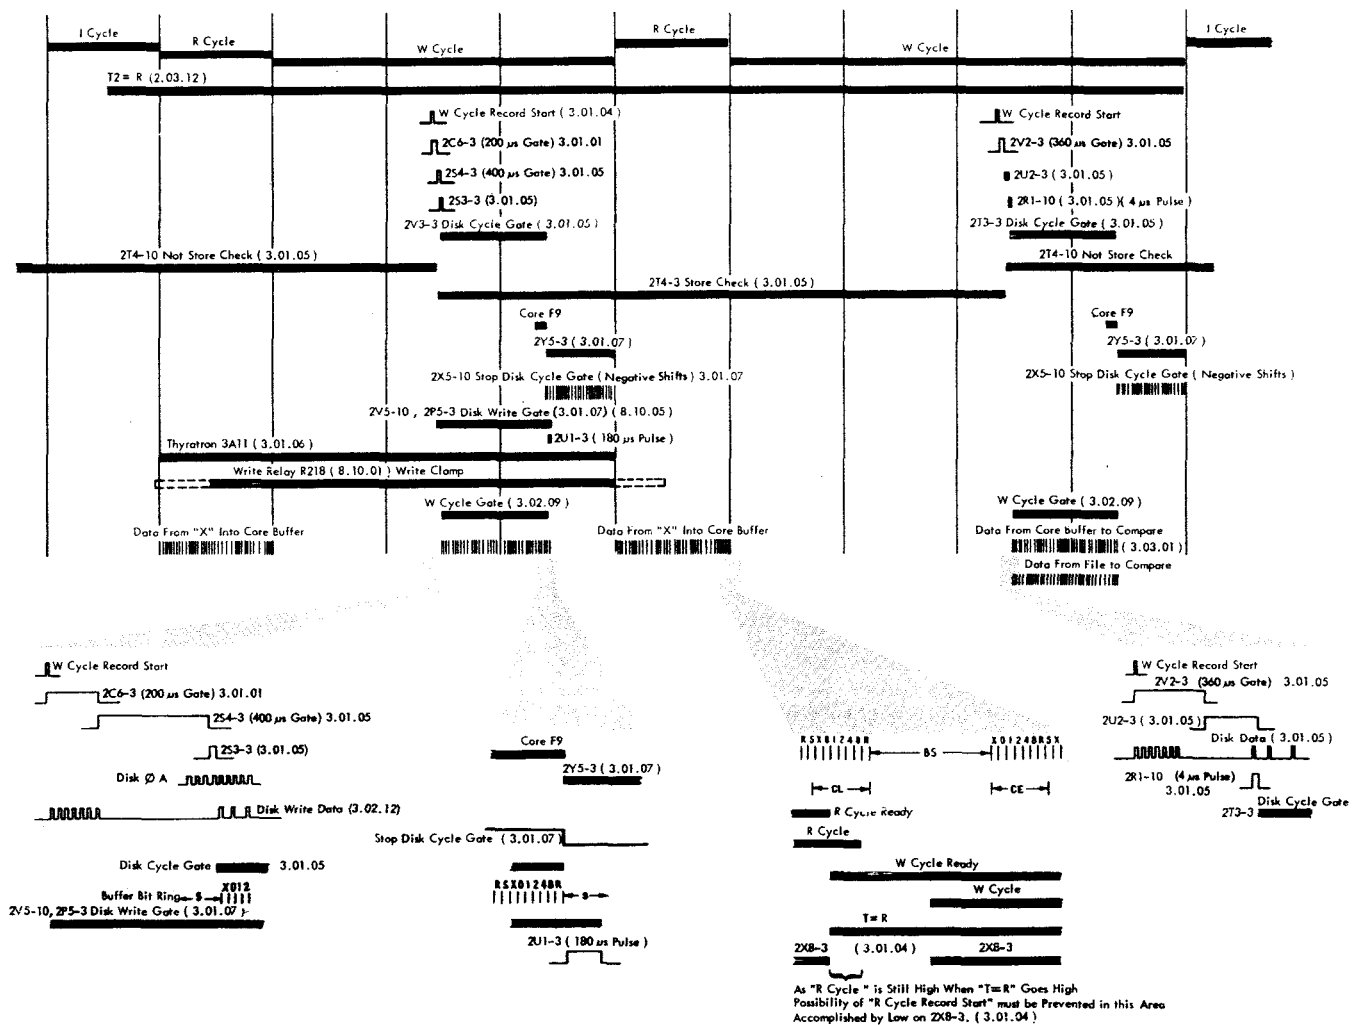 I Cycle
R Cycle
W Cycle
R Cycle
W Cycle
I Cycle
T2 = R (2.03.12)
W Cycle Record Start ( 3.01.04)
W Cycle Record Start
2C6-3 (200 µs Gate) 3.01.01
2V2-3 (360 µs Gate) 3.01.05
2S4-3 (400 µs Gate) 3.01.05
2U2-3 ( 3.01.05 )
2S3-3 (3.01.05)
2R1-10 ( 3.01.05 )( 4 µs Pulse )
2V3-3 Disk Cycle Gate ( 3.01.05 )
2T3-3 Disk Cycle Gate ( 3.01.05 )
2T4-10 Not Store Check ( 3.01.05 )
2T4-10 Not Store Check
2T4-3 Store Check ( 3.01.05 )
Core F9
Core F9
2Y5-3 ( 3.01.07 )
2Y5-3 ( 3.01.07 )
2X5-10 Stop Disk Cycle Gate ( Negative Shifts ) 3.01.07
2X5-10 Stop Disk Cycle Gate ( Negative Shifts )
2V5-10 , 2P5-3 Disk Write Gate (3.01.07) ( 8.10.05 )
2U1-3 ( 180 µs Pulse )
Thyratron 3A11 ( 3.01.06 )
Write Relay R218 ( 8.10.01 ) Write Clamp
W Cycle Gate ( 3.02.09 )
W Cycle Gate ( 3.02.09 )
Data From "X" Into Core Buffer
Data From "X" Into Core Buffer
Data From Core Buffer to Compare
( 3.03.01 )
Data From File to Compare
W Cycle Record Start
2C6-3 (200 µs Gate) 3.01.01
2S4-3 (400 µs Gate) 3.01.05
2S3-3 (3.01.05)
Disk Ø A
Disk Write Data (3.02.12)
Disk Cycle Gate
3.01.05
X012
Buffer Bit Ring S
2V5-10, 2P5-3 Disk Write Gate ( 3.01.07 )
Core F9
2Y5-3 ( 3.01.07 )
Stop Disk Cycle Gate ( 3.01.07 )
RSX01248R
S
2U1-3 ( 180 µs Pulse )
RSX01248R
BS
X01248RSX
CL
CE
R Cycle Ready
R Cycle
W Cycle Ready
W Cycle
T=R
2X8-3
( 3.01.04 )
2X8-3
As "R Cycle " is Still High When "T=R" Goes High
Possibility of "R Cycle Record Start" must be Prevented in this Area
Accomplished by Low on 2X8-3. ( 3.01.04 )
W Cycle Record Start
2V2-3 (360 µs Gate) 3.01.05
2U2-3 ( 3.01.05 )
Disk Data ( 3.01.05 )
2R1-10 (4 µs Pulse)
3.01.05
Disk Cycle Gate
2T3-3